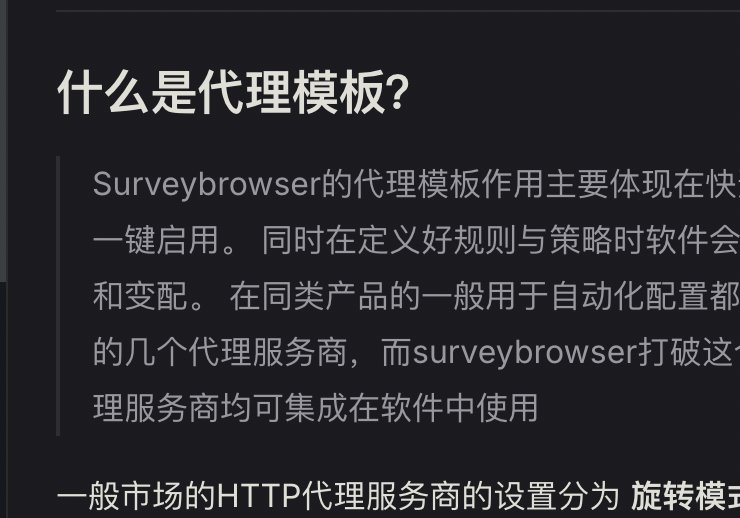 什么是代理模板?
Surveybrowser的代理模板作用主要体现在快
一键启用。 同时在定义好规则与策略时软件会
和变配。 在同类产品的一般用于自动化配置都
的几个代理服务商，而surveybrowser打破这
理服务商均可集成在软件中使用
一般市场的HTTP代理服务商的设置分为 旋转模式